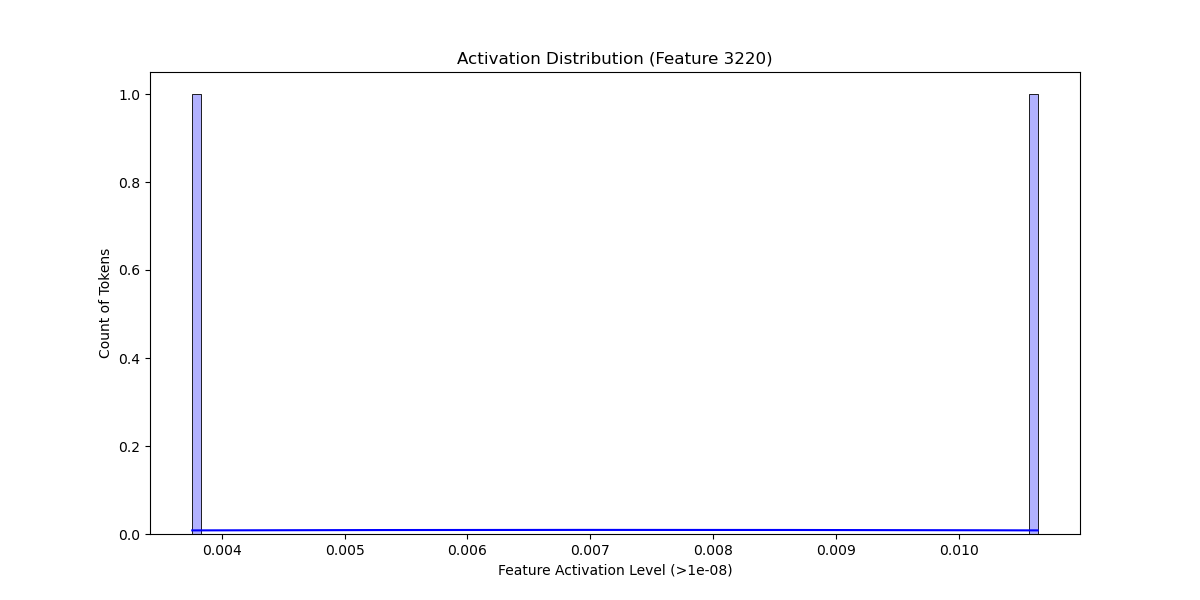 Activation Distribution (Feature 3220)
1.0
0.8
0.6
0.4
0.2
0.0
Count of Tokens
0.004 0.005 0.006 0.007 0.008 0.009 0.010
Feature Activation Level (>1e-08)